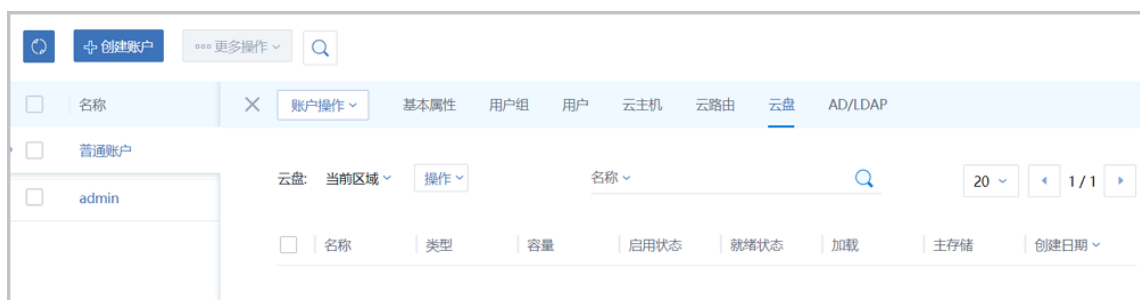 创建账户 更多操作
名称 账户操作 基本属性 用户组 用户 云主机 云路由 云盘 AD/LDAP
普通账户
云盘: 当前区域 操作 名称 20 1 / 1
admin
名称 类型 容量 启用状态 就绪状态 加载 主存储 创建日期